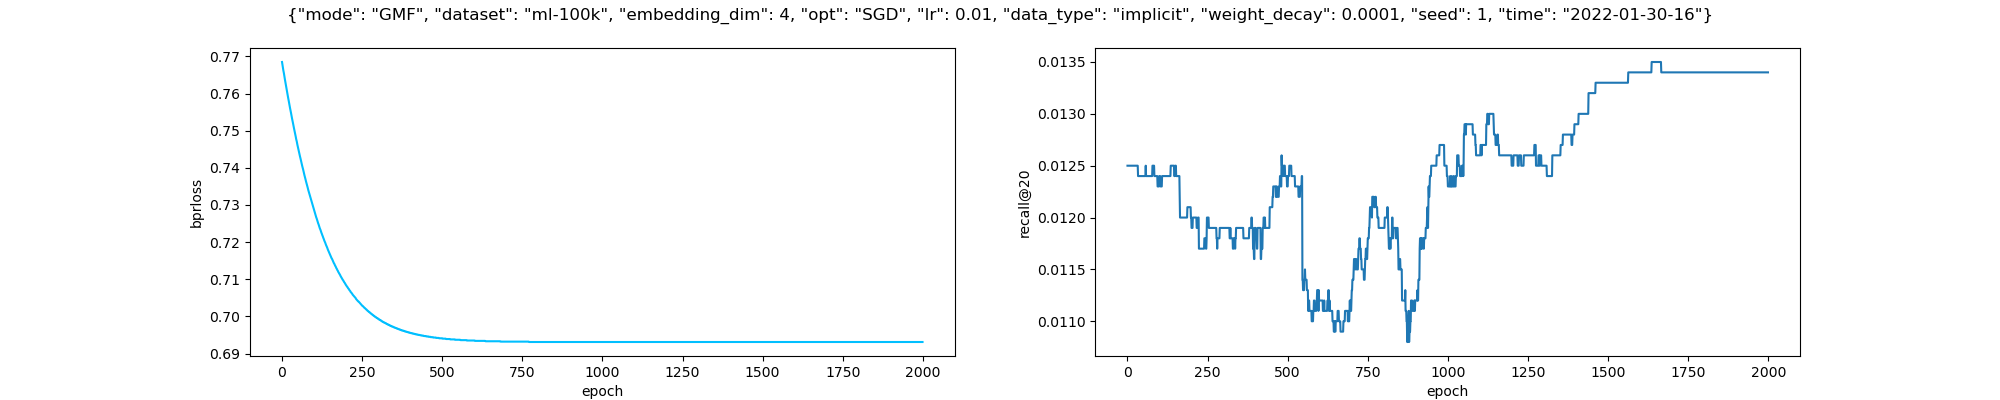 {"mode": "GMF", "dataset": "ml-100k", "embedding_dim": 4, "opt": "SGD", "lr": 0.01, "data_type": "implicit", "weight_decay": 0.0001, "seed": 1, "time": "2022-01-30-16"}
bprloss
0.77
0.76
0.75
0.74
0.73
0.72
0.71
0.70
0.69
0 250 500 750 1000 1250 1500 1750 2000
epoch
recall@20
0.0135
0.0130
0.0125
0.0120
0.0115
0.0110
0 250 500 750 1000 1250 1500 1750 2000
epoch